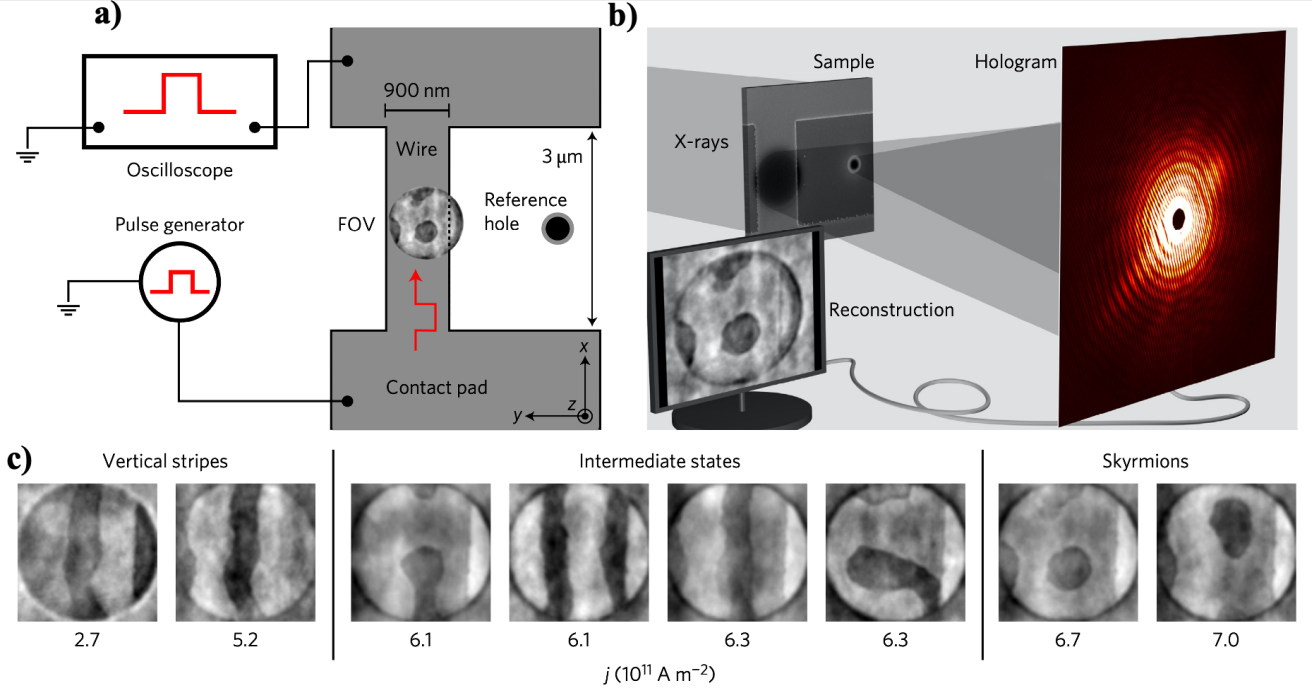 a)
Oscilloscope
Pulse generator
900 nm
Wire
3 μm
FOV
Reference
hole
Contact pad
x
y
z
b)
Sample
Hologram
X-rays
Reconstruction
c)
Vertical stripes
Intermediate states
Skyrmions
2.7
5.2
6.1
6.1
6.3
6.3
6.7
7.0
j (10¹¹ A m⁻²)